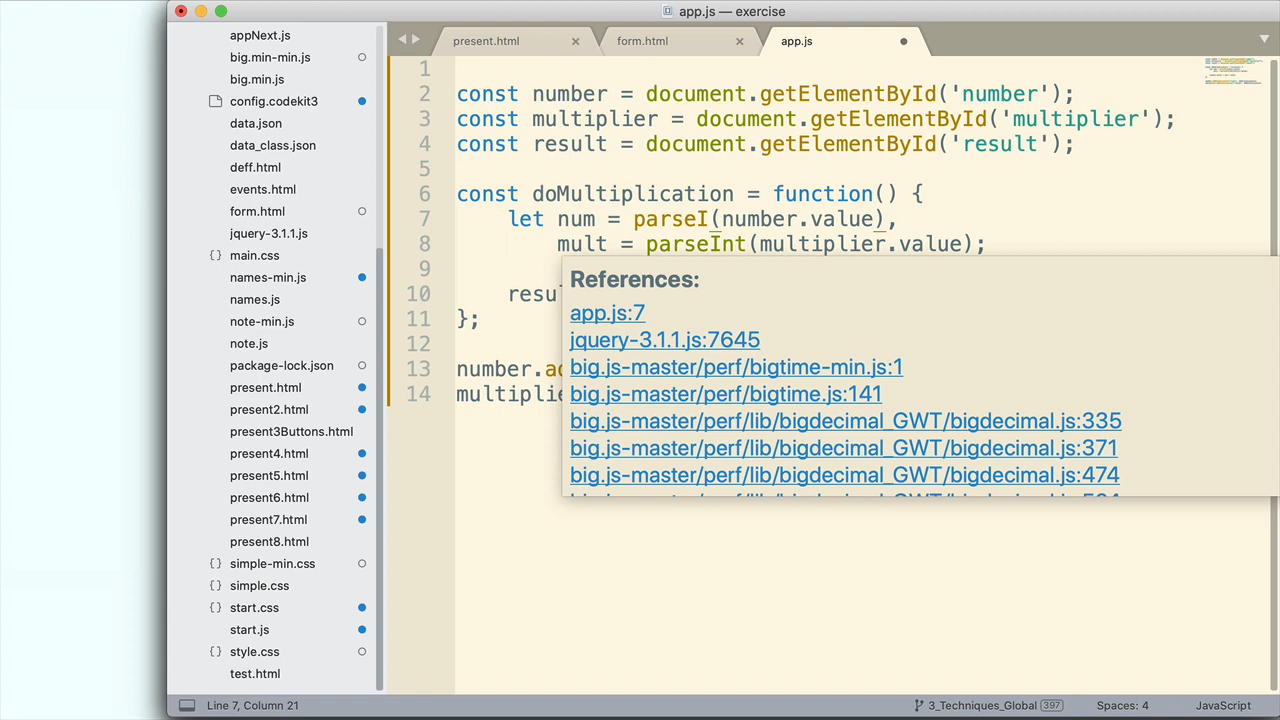 app.js — exercise
appNext.js
big.min-min.js
big.min.js
config.codekit3
data.json
data_class.json
deff.html
events.html
form.html
jquery-3.1.1.js
main.css
names-min.js
names.js
note-min.js
note.js
package-lock.json
present.html
present2.html
present3Buttons.html
present4.html
present5.html
present6.html
present7.html
present8.html
simple-min.css
simple.css
start.css
start.js
style.css
test.html
present.html
form.html
app.js
1
2 const number = document.getElementById('number');
3 const multiplier = document.getElementById('multiplier');
4 const result = document.getElementById('result');
5
6 const doMultiplication = function() {
7 let num = parseI(number.value),
8 mult = parseInt(multiplier.value);
9
10 resu
11 };
12
13 number.ad
14 multiplie
References:
app.js:7
jquery-3.1.1.js:7645
big.js-master/perf/bigtime-min.js:1
big.js-master/perf/bigtime.js:141
big.js-master/perf/lib/bigdecimal_GWT/bigdecimal.js:335
big.js-master/perf/lib/bigdecimal_GWT/bigdecimal.js:371
big.js-master/perf/lib/bigdecimal_GWT/bigdecimal.js:474
Line 7, Column 21
3_Techniques_Global 397
Spaces: 4
JavaScript